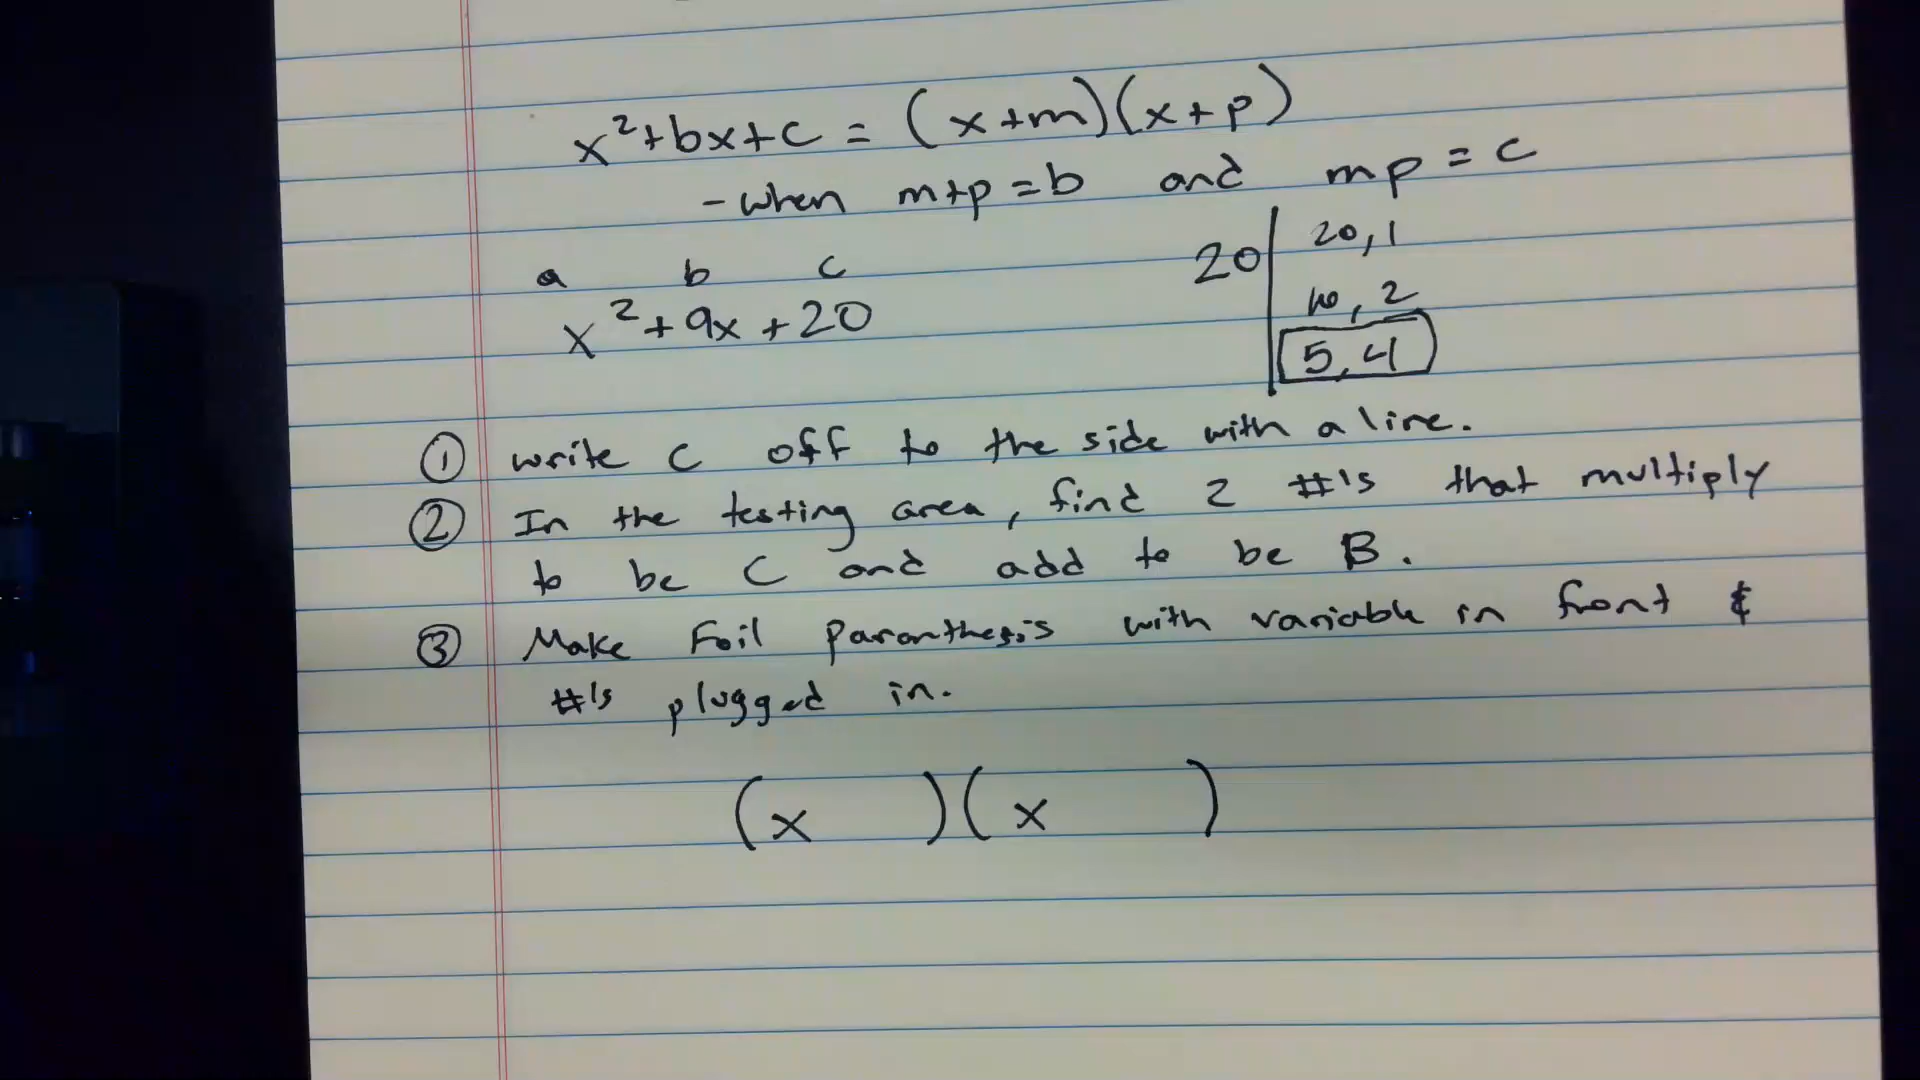 x²+bx+c = (x+m)(x+p)
- when m+p=b and mp=c
a b c
x²+9x+20
20 | 20,1
10,2
5,4
① write c off to the side with a line.
② In the testing area, find 2 #'s that multiply
to be C and add to be B.
③ Make Foil Paranthesis with variable in front &
#'s plugged in.
(x )(x )